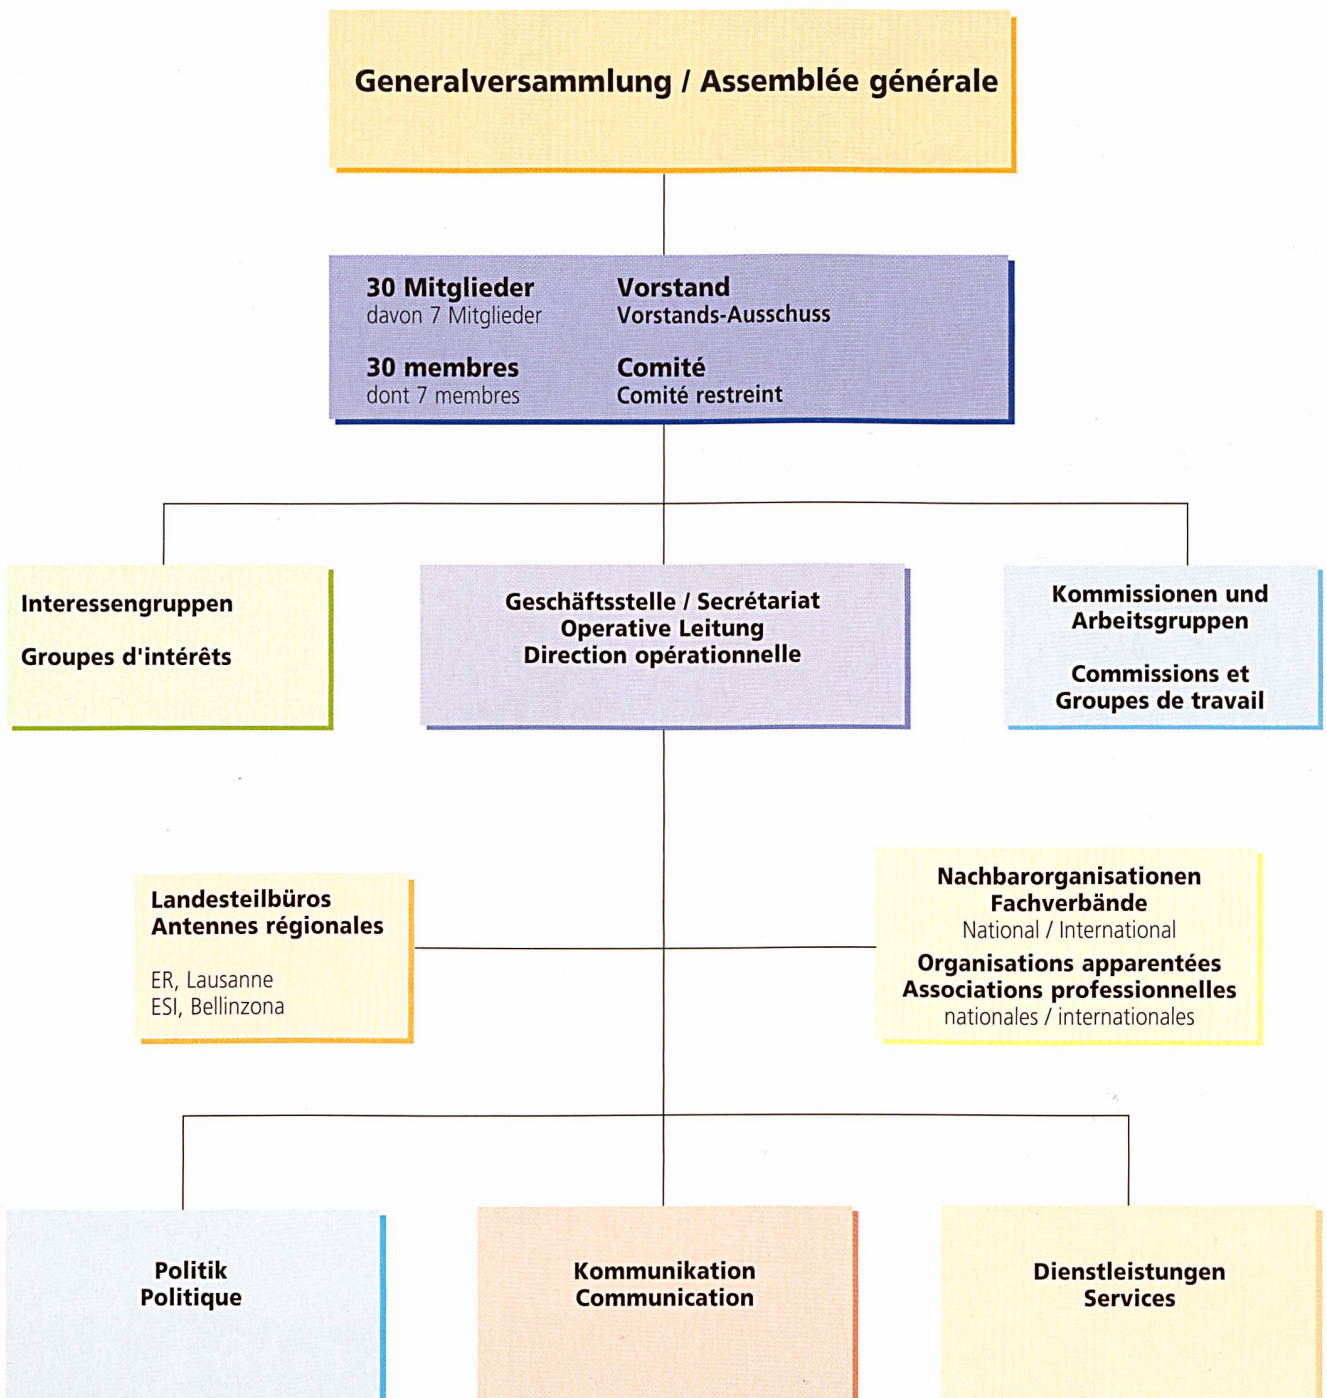 Generalversammlung / Assemblée générale
30 Mitglieder Vorstand
davon 7 Mitglieder Vorstands-Ausschuss
30 membres Comité
dont 7 membres Comité restreint
Interessengruppen
Groupes d'intérêts
Geschäftsstelle / Secrétariat
Operative Leitung
Direction opérationnelle
Kommissionen und
Arbeitsgruppen
Commissions et
Groupes de travail
Landesteilbüros
Antennes régionales
ER, Lausanne
ESI, Bellinzona
Nachbarorganisationen
Fachverbände
National / International
Organisations apparentées
Associations professionnelles
nationales / internationales
Politik
Politique
Kommunikation
Communication
Dienstleistungen
Services